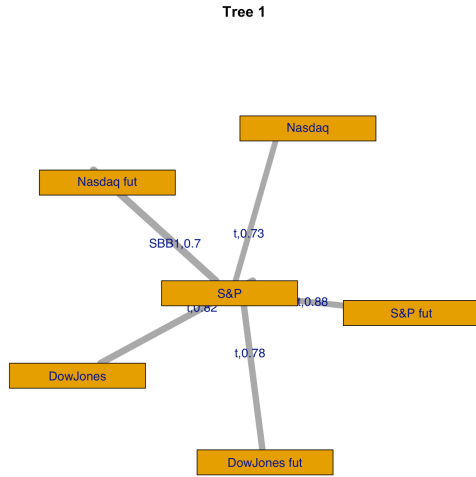 Tree 1
Nasdaq
Nasdaq fut
t,0.73
SBB1,0.7
S&P
t,0.82
t,0.88
S&P fut
t,0.78
DowJones
DowJones fut